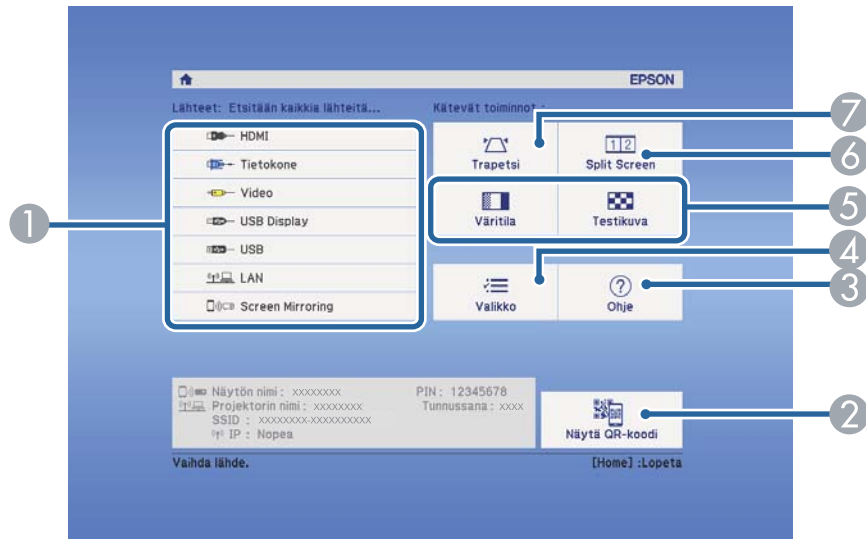 EPSON
Lähteet: Etsitään kaikkia lähteitä...
Kätevät toiminnot :
HDMI
Tietokone
Video
USB Display
USB
LAN
Screen Mirroring
Trapetsi
1 2
Split Screen
Väritila
Testikuva
Valikko
?
Ohje
Näytön nimi : xxxxxxxx
PIN : 12345678
Projektorin nimi : xxxxxxxx
Tunnussana : xxxx
SSID : xxxxxxxx-xxxxxxxxxx
IP : Nopea
Näytä QR-koodi
Vaihda lähde.
[Home] :Lopeta
1
7
6
5
4
3
2